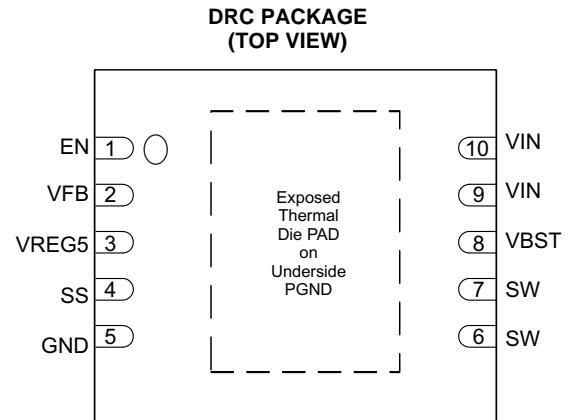 DRC PACKAGE
(TOP VIEW)
EN 1
10 VIN
VFB 2
9 VIN
VREG5 3
8 VBST
SS 4
7 SW
GND 5
6 SW
Exposed
Thermal
Die PAD
on
Underside
PGND